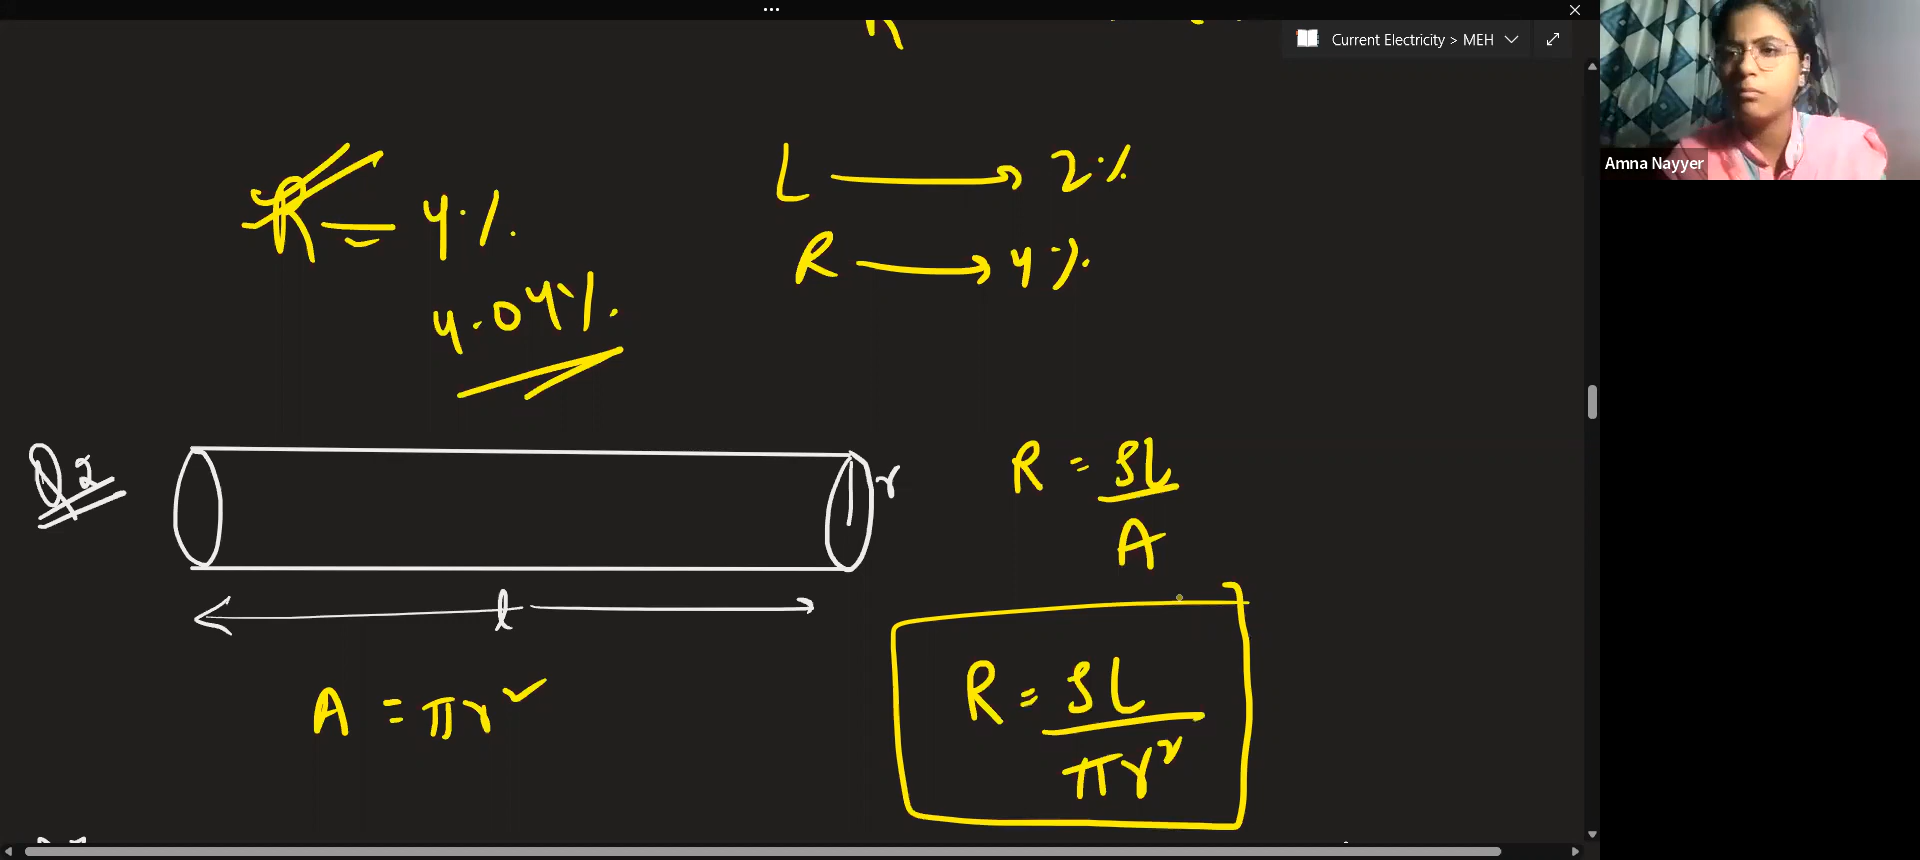 Current Electricity > MEH
Amna Nayyer
L → 2%
R = 4%.
R → 4%
4.04%.
Q2
r
R = ρL
A
l
R = ρL
πr²
A = πr²